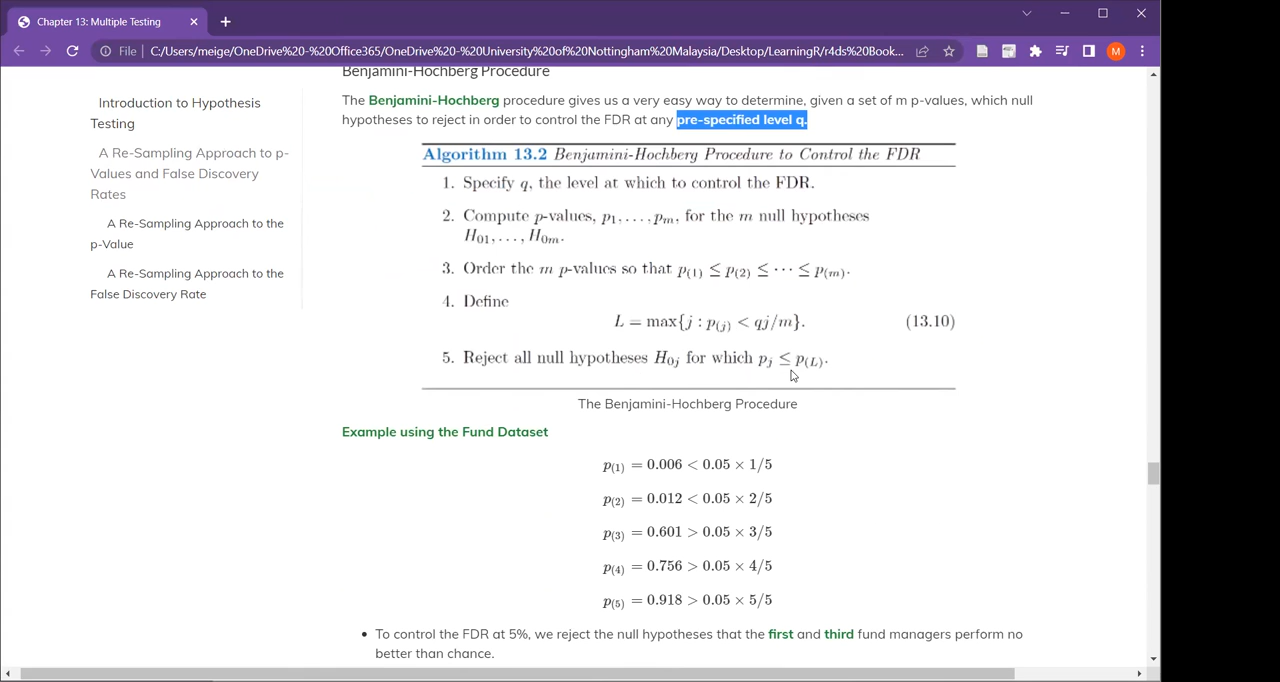 Chapter 13: Multiple Testing
File
C:/Users/meige/OneDrive%20-%20Office365/OneDrive%20-%20University%20of%20Nottingham%20Malaysia/Desktop/LearningR/r4ds%20Book...
M
Introduction to Hypothesis
Testing
A Re-Sampling Approach to p-
Values and False Discovery
Rates
A Re-Sampling Approach to the
p-Value
A Re-Sampling Approach to the
False Discovery Rate
Benjamini-Hochberg Procedure
The Benjamini-Hochberg procedure gives us a very easy way to determine, given a set of m p-values, which null
hypotheses to reject in order to control the FDR at any pre-specified level q.
Algorithm 13.2 Benjamini-Hochberg Procedure to Control the FDR
1. Specify q, the level at which to control the FDR.
2. Compute p-values, p₁, . . . , pₘ, for the m null hypotheses
H₀₁, . . . , H₀ₘ.
3. Order the m p-values so that p₍₁₎ ≤ p₍₂₎ ≤ ··· ≤ p₍ₘ₎.
4. Define
L = max{j : p₍ⱼ₎ < qj/m}. (13.10)
5. Reject all null hypotheses H₀ⱼ for which pⱼ ≤ p_(L).
The Benjamini-Hochberg Procedure
Example using the Fund Dataset
p₍₁₎ = 0.006 < 0.05 × 1/5
p₍₂₎ = 0.012 < 0.05 × 2/5
p₍₃₎ = 0.601 > 0.05 × 3/5
p₍₄₎ = 0.756 > 0.05 × 4/5
p₍₅₎ = 0.918 > 0.05 × 5/5
• To control the FDR at 5%, we reject the null hypotheses that the first and third fund managers perform no
better than chance.